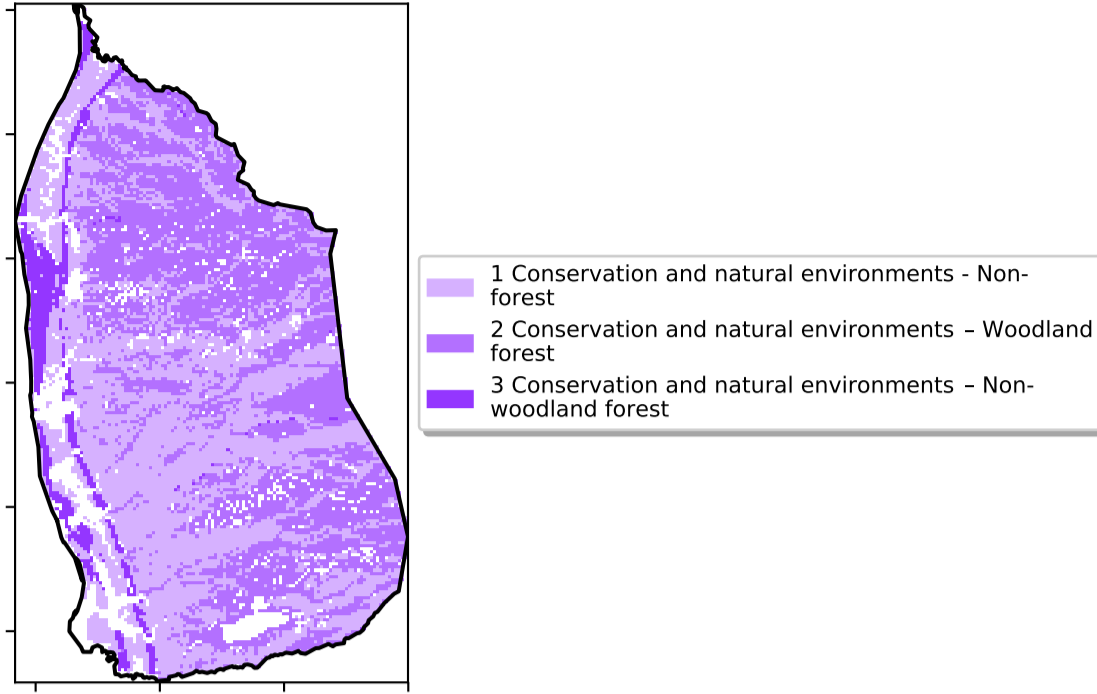 1 Conservation and natural environments - Non-
forest
2 Conservation and natural environments – Woodland
forest
3 Conservation and natural environments – Non-
woodland forest